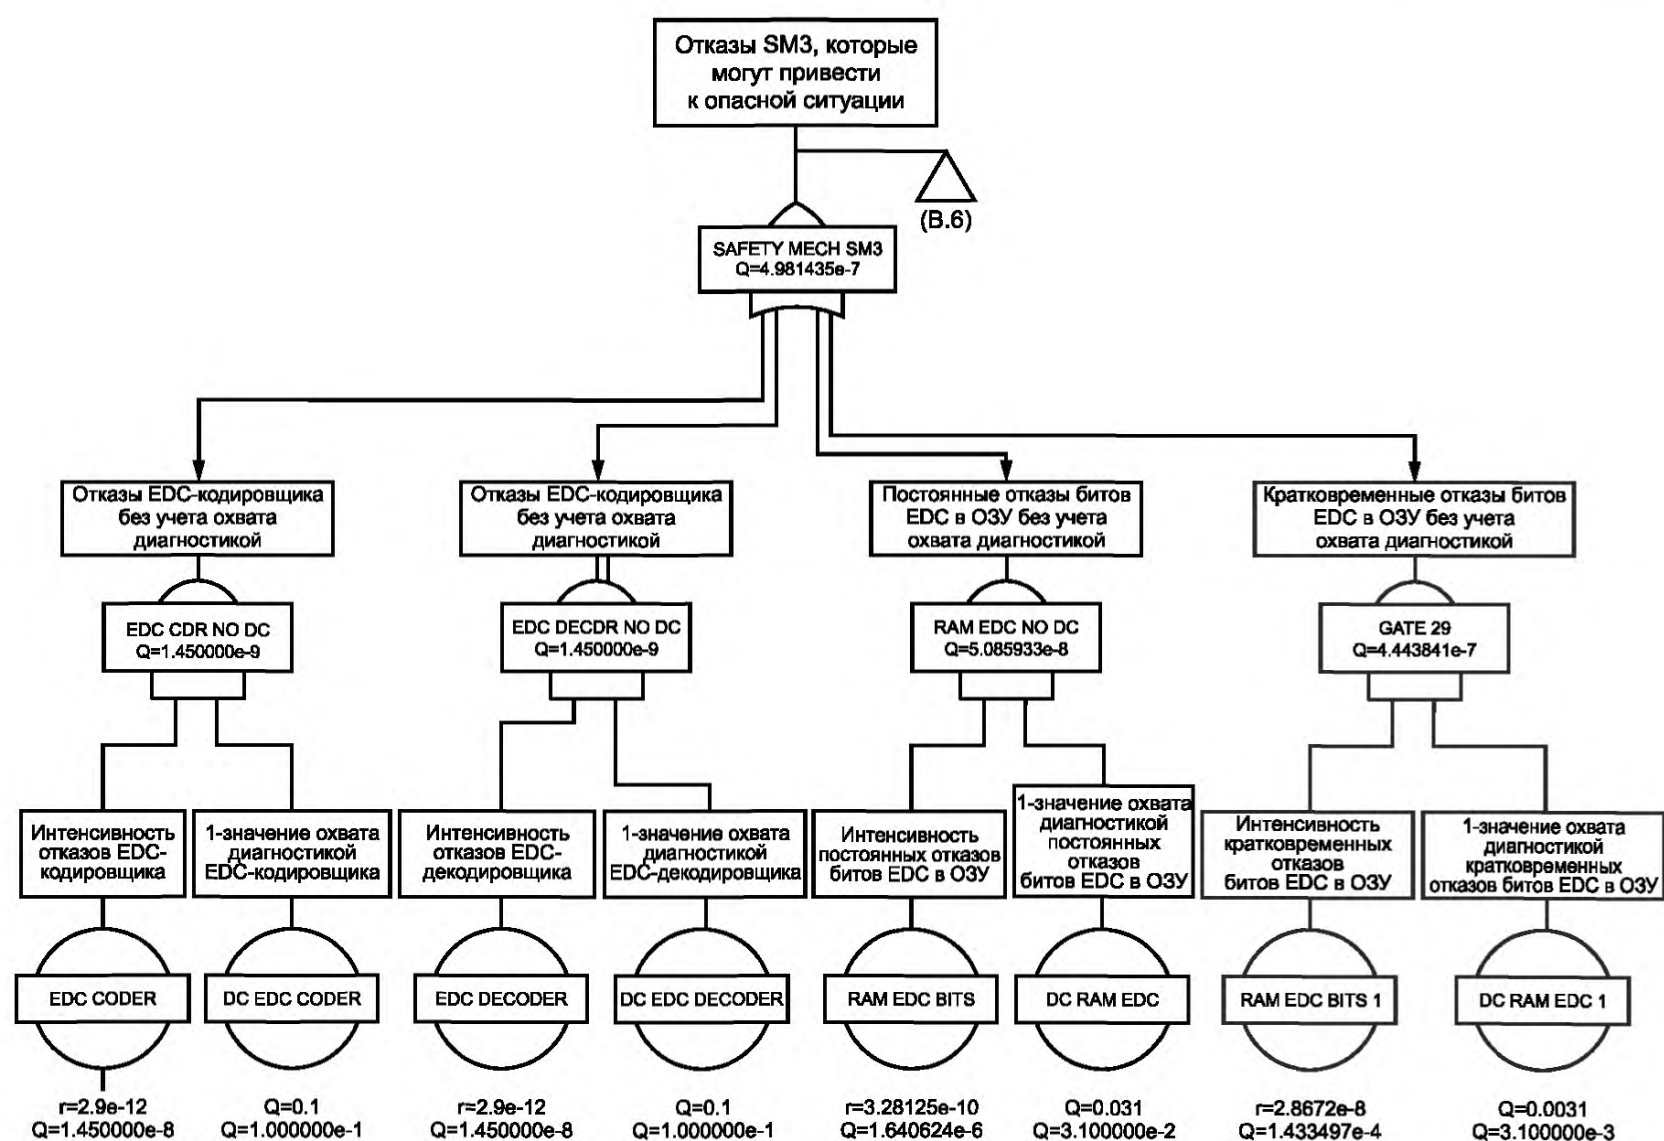 Отказы SM3, которые
могут привести
к опасной ситуации
(B.6)
SAFETY MECH SM3
Q=4.981435e-7
Отказы EDC-кодировщика
без учета охвата
диагностикой
Отказы EDC-кодировщика
без учета охвата
диагностикой
Постоянные отказы битов
EDC в ОЗУ без учета
охвата диагностикой
Кратковременные отказы битов
EDC в ОЗУ без учета
охвата диагностикой
EDC CDR NO DC
Q=1.450000e-9
EDC DECDR NO DC
Q=1.450000e-9
RAM EDC NO DC
Q=5.085933e-8
GATE 29
Q=4.443841e-7
Интенсивность
отказов EDC-
кодировщика
1-значение охвата
диагностикой
EDC-кодировщика
Интенсивность
отказов EDC-
декодировщика
1-значение охвата
диагностикой
EDC-декодировщика
Интенсивность
постоянных отказов
битов EDC в ОЗУ
1-значение охвата
диагностикой
постоянных
отказов
битов EDC в ОЗУ
Интенсивность
кратковременных
отказов
битов EDC в ОЗУ
1-значение охвата
диагностикой
кратковременных
отказов битов EDC в ОЗУ
EDC CODER
DC EDC CODER
EDC DECODER
DC EDC DECODER
RAM EDC BITS
DC RAM EDC
RAM EDC BITS 1
DC RAM EDC 1
r=2.9e-12
Q=1.450000e-8
Q=0.1
Q=1.000000e-1
r=2.9e-12
Q=1.450000e-8
Q=0.1
Q=1.000000e-1
r=3.28125e-10
Q=1.640624e-6
Q=0.031
Q=3.100000e-2
r=2.8672e-8
Q=1.433497e-4
Q=0.0031
Q=3.100000e-3